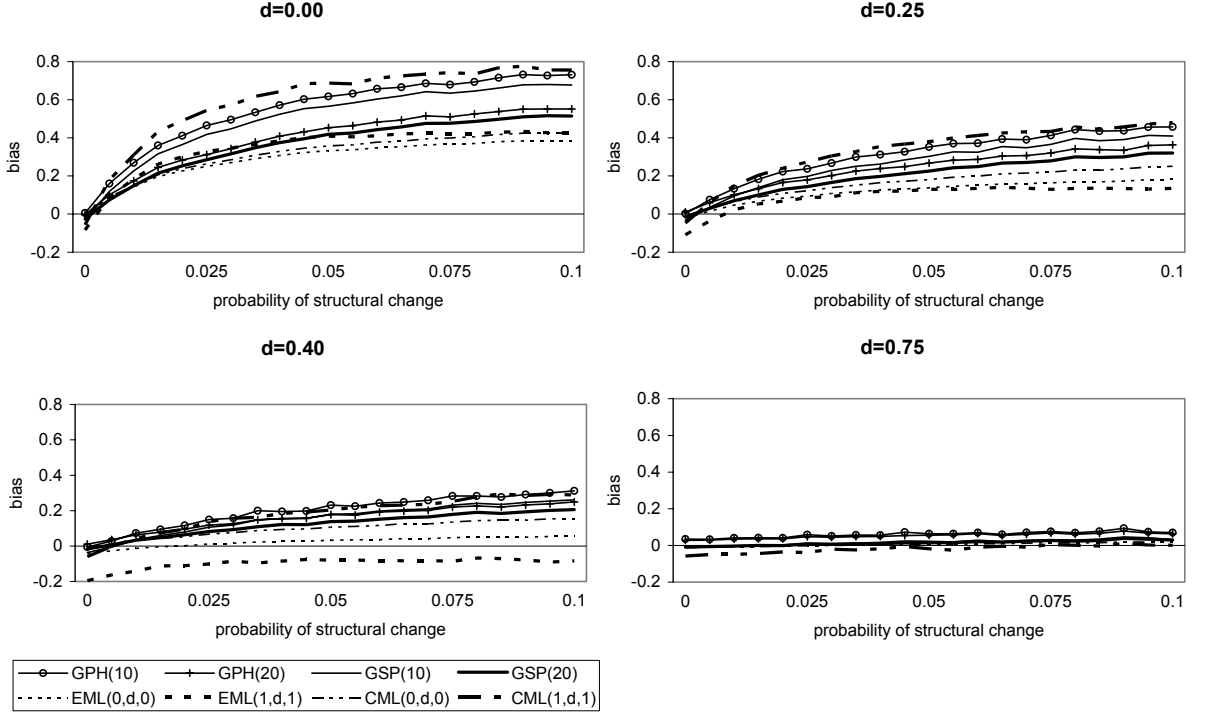 d=0.00
0.8
0.6
0.4
0.2
0
-0.2
bias
0 0.025 0.05 0.075 0.1
probability of structural change
d=0.25
0.8
0.6
0.4
0.2
0
-0.2
bias
0 0.025 0.05 0.075 0.1
probability of structural change
d=0.40
0.8
0.6
0.4
0.2
0
-0.2
bias
0 0.025 0.05 0.075 0.1
probability of structural change
d=0.75
0.8
0.6
0.4
0.2
0
-0.2
bias
0 0.025 0.05 0.075 0.1
probability of structural change
GPH(10) GPH(20) GSP(10) GSP(20)
EML(0,d,0) EML(1,d,1) CML(0,d,0) CML(1,d,1)